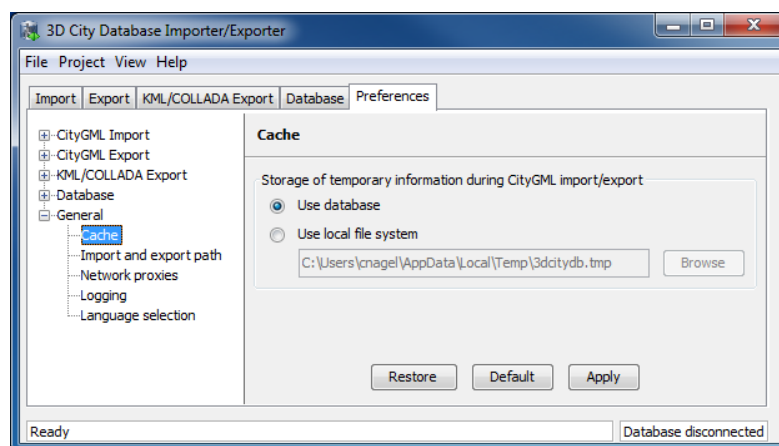 3D City Database Importer/Exporter
File Project View Help
Import Export KML/COLLADA Export Database Preferences
CityGML Import
CityGML Export
KML/COLLADA Export
Database
General
Cache
Import and export path
Network proxies
Logging
Language selection
Cache
Storage of temporary information during CityGML import/export
Use database
Use local file system
C:\Users\cnagel\AppData\Local\Temp\3dcitydb.tmp Browse
Restore Default Apply
Ready Database disconnected